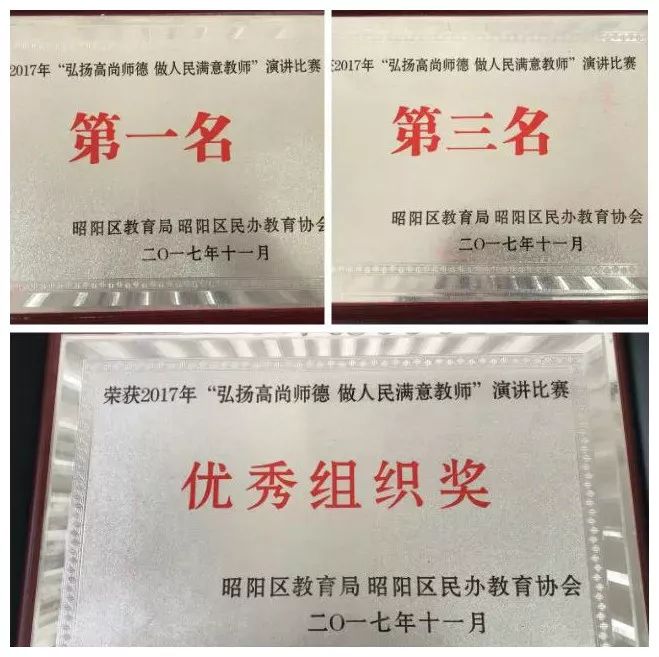 2017年“弘扬高尚师德 做人民满意教师”演讲比赛
第一名
昭阳区教育局 昭阳区民办教育协会
二〇一七年十一月
2017年“弘扬高尚师德 做人民满意教师”演讲比赛
第三名
昭阳区教育局 昭阳区民办教育协会
二〇一七年十一月
荣获2017年“弘扬高尚师德 做人民满意教师”演讲比赛
优秀组织奖
昭阳区教育局 昭阳区民办教育协会
二〇一七年十一月